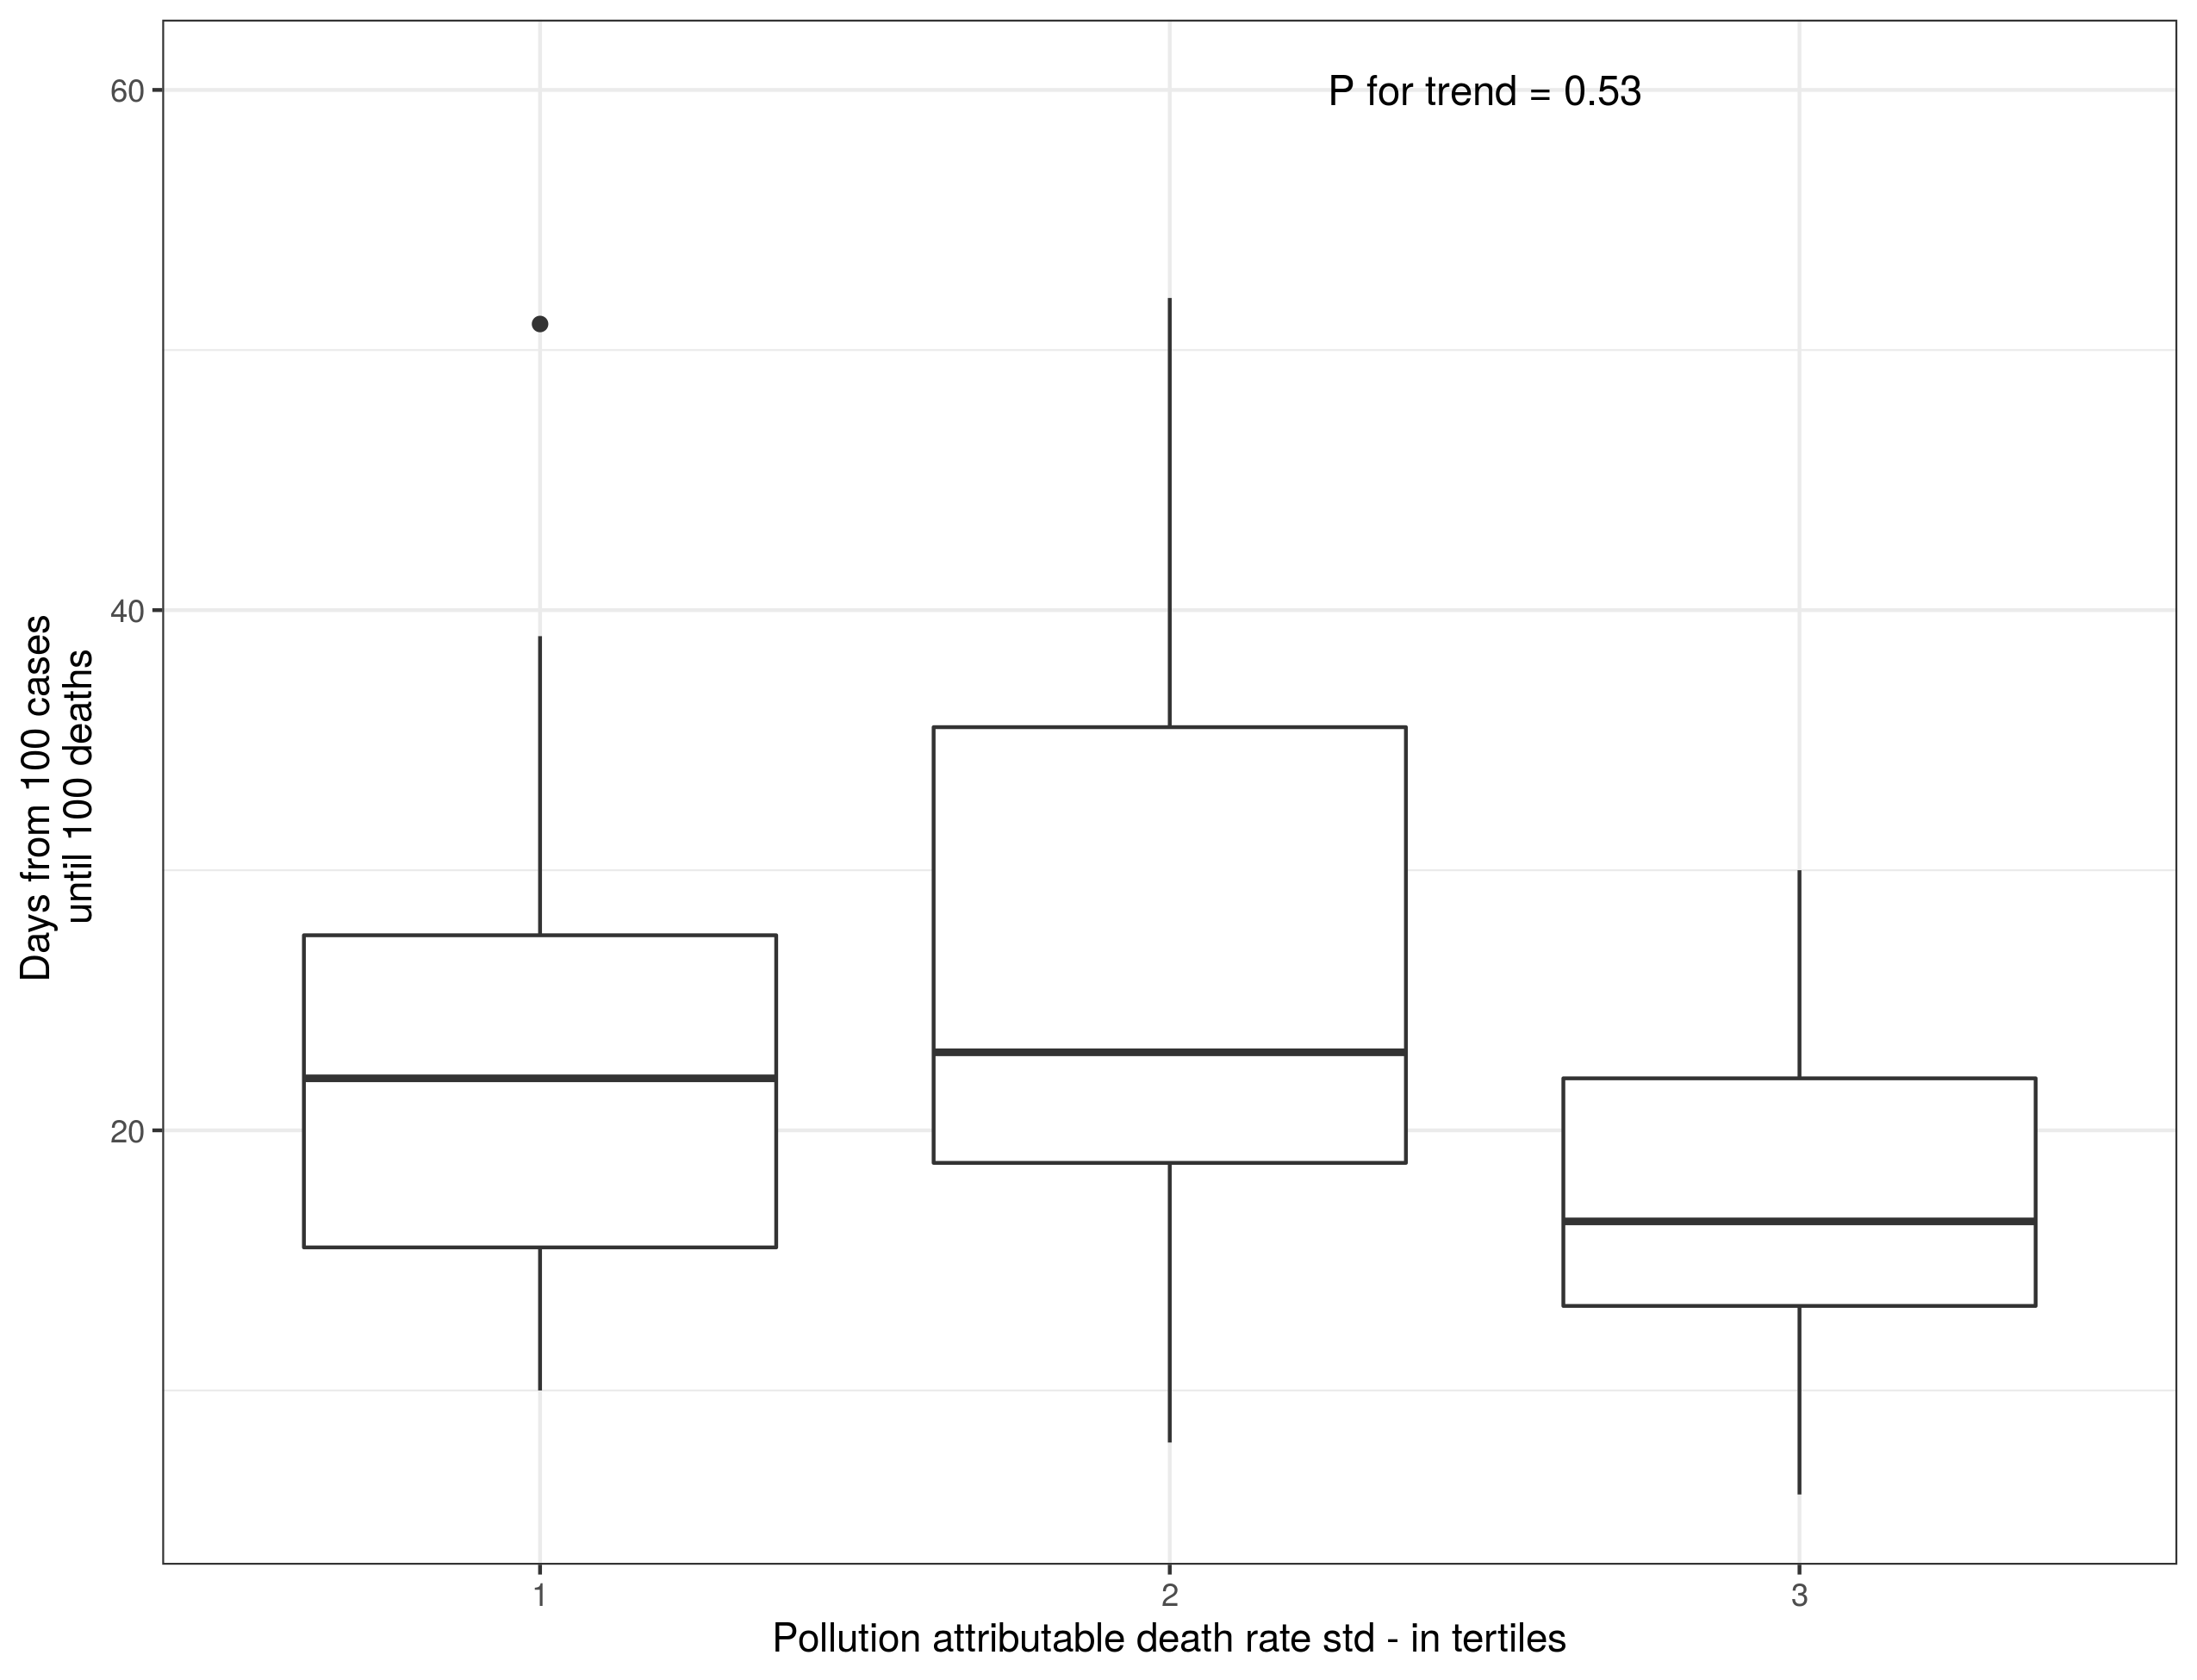 P for trend = 0.53
60
40
20
Days from 100 cases
until 100 deaths
1
2
3
Pollution attributable death rate std - in tertiles